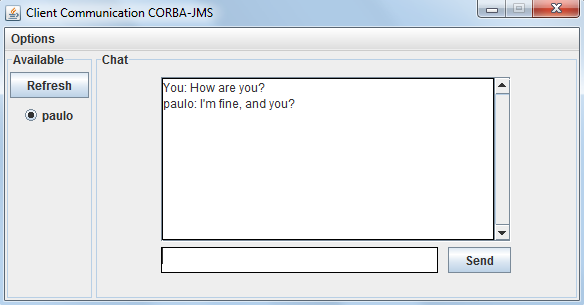 Client Communication CORBA-JMS
Options
Available
Refresh
paulo
Chat
You: How are you?
paulo: I'm fine, and you?
Send